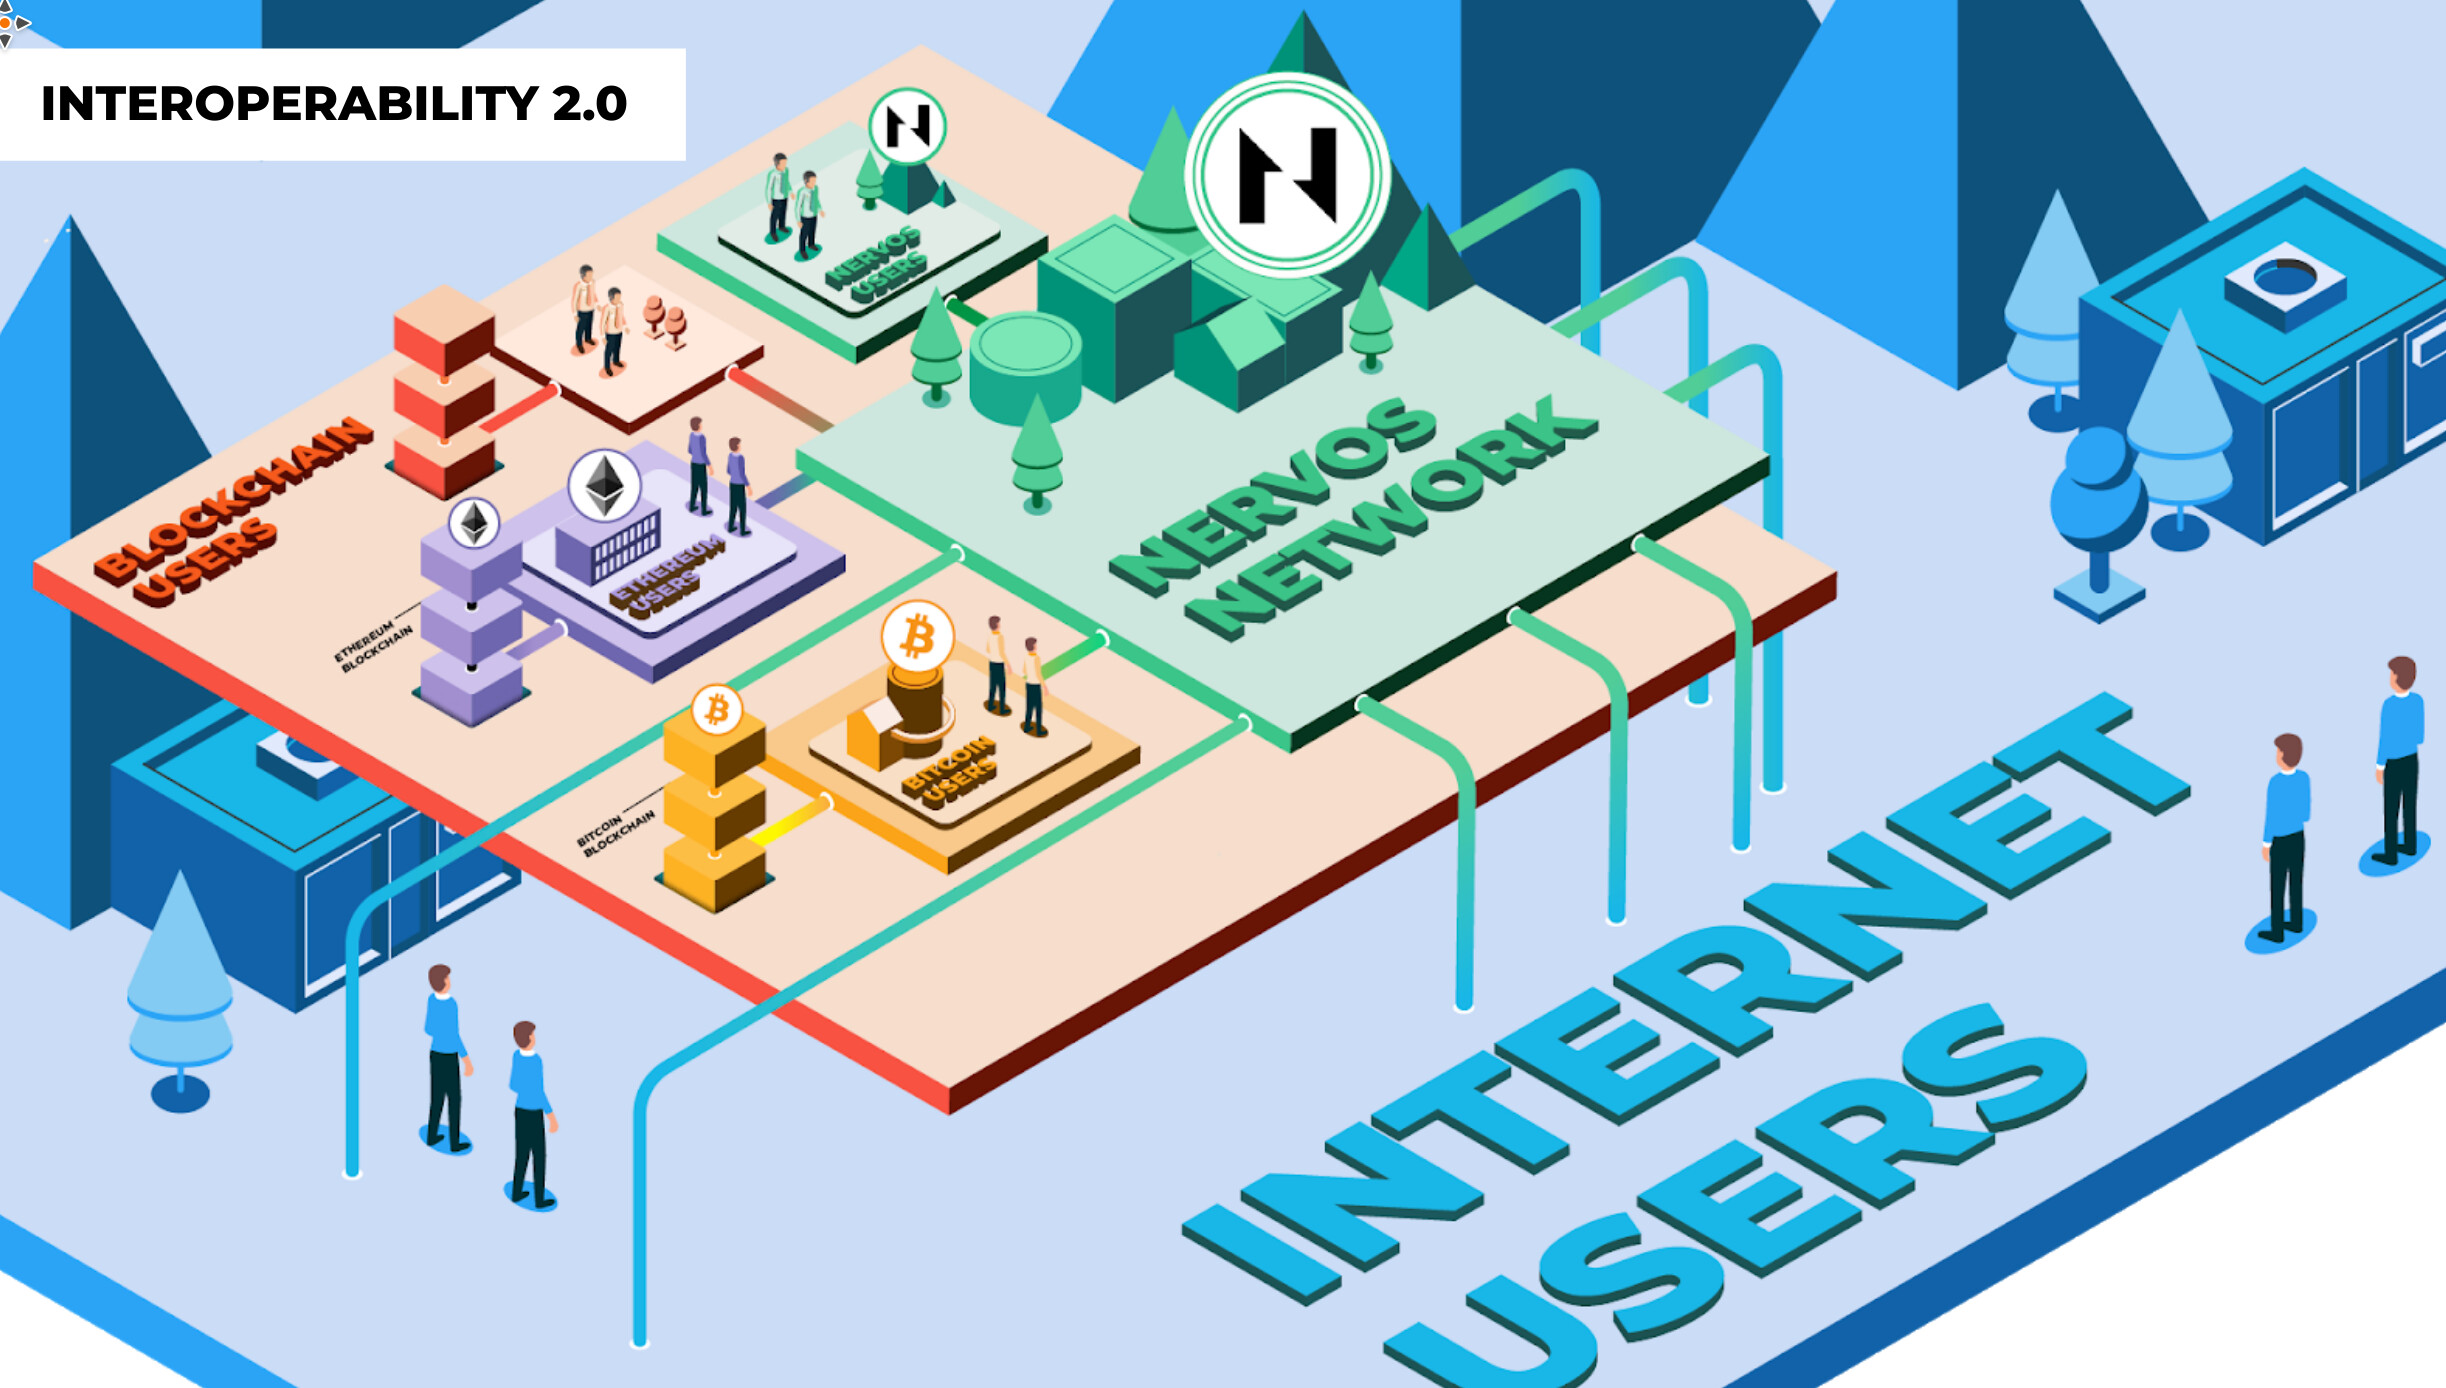 INTEROPERABILITY 2.0
NERVOS
USERS
BLOCKCHAIN
USERS
NERVOS
NETWORK
ETHEREUM
USERS
ETHEREUM
BLOCKCHAIN
BITCOIN
USERS
BITCOIN
BLOCKCHAIN
INTERNET
USERS